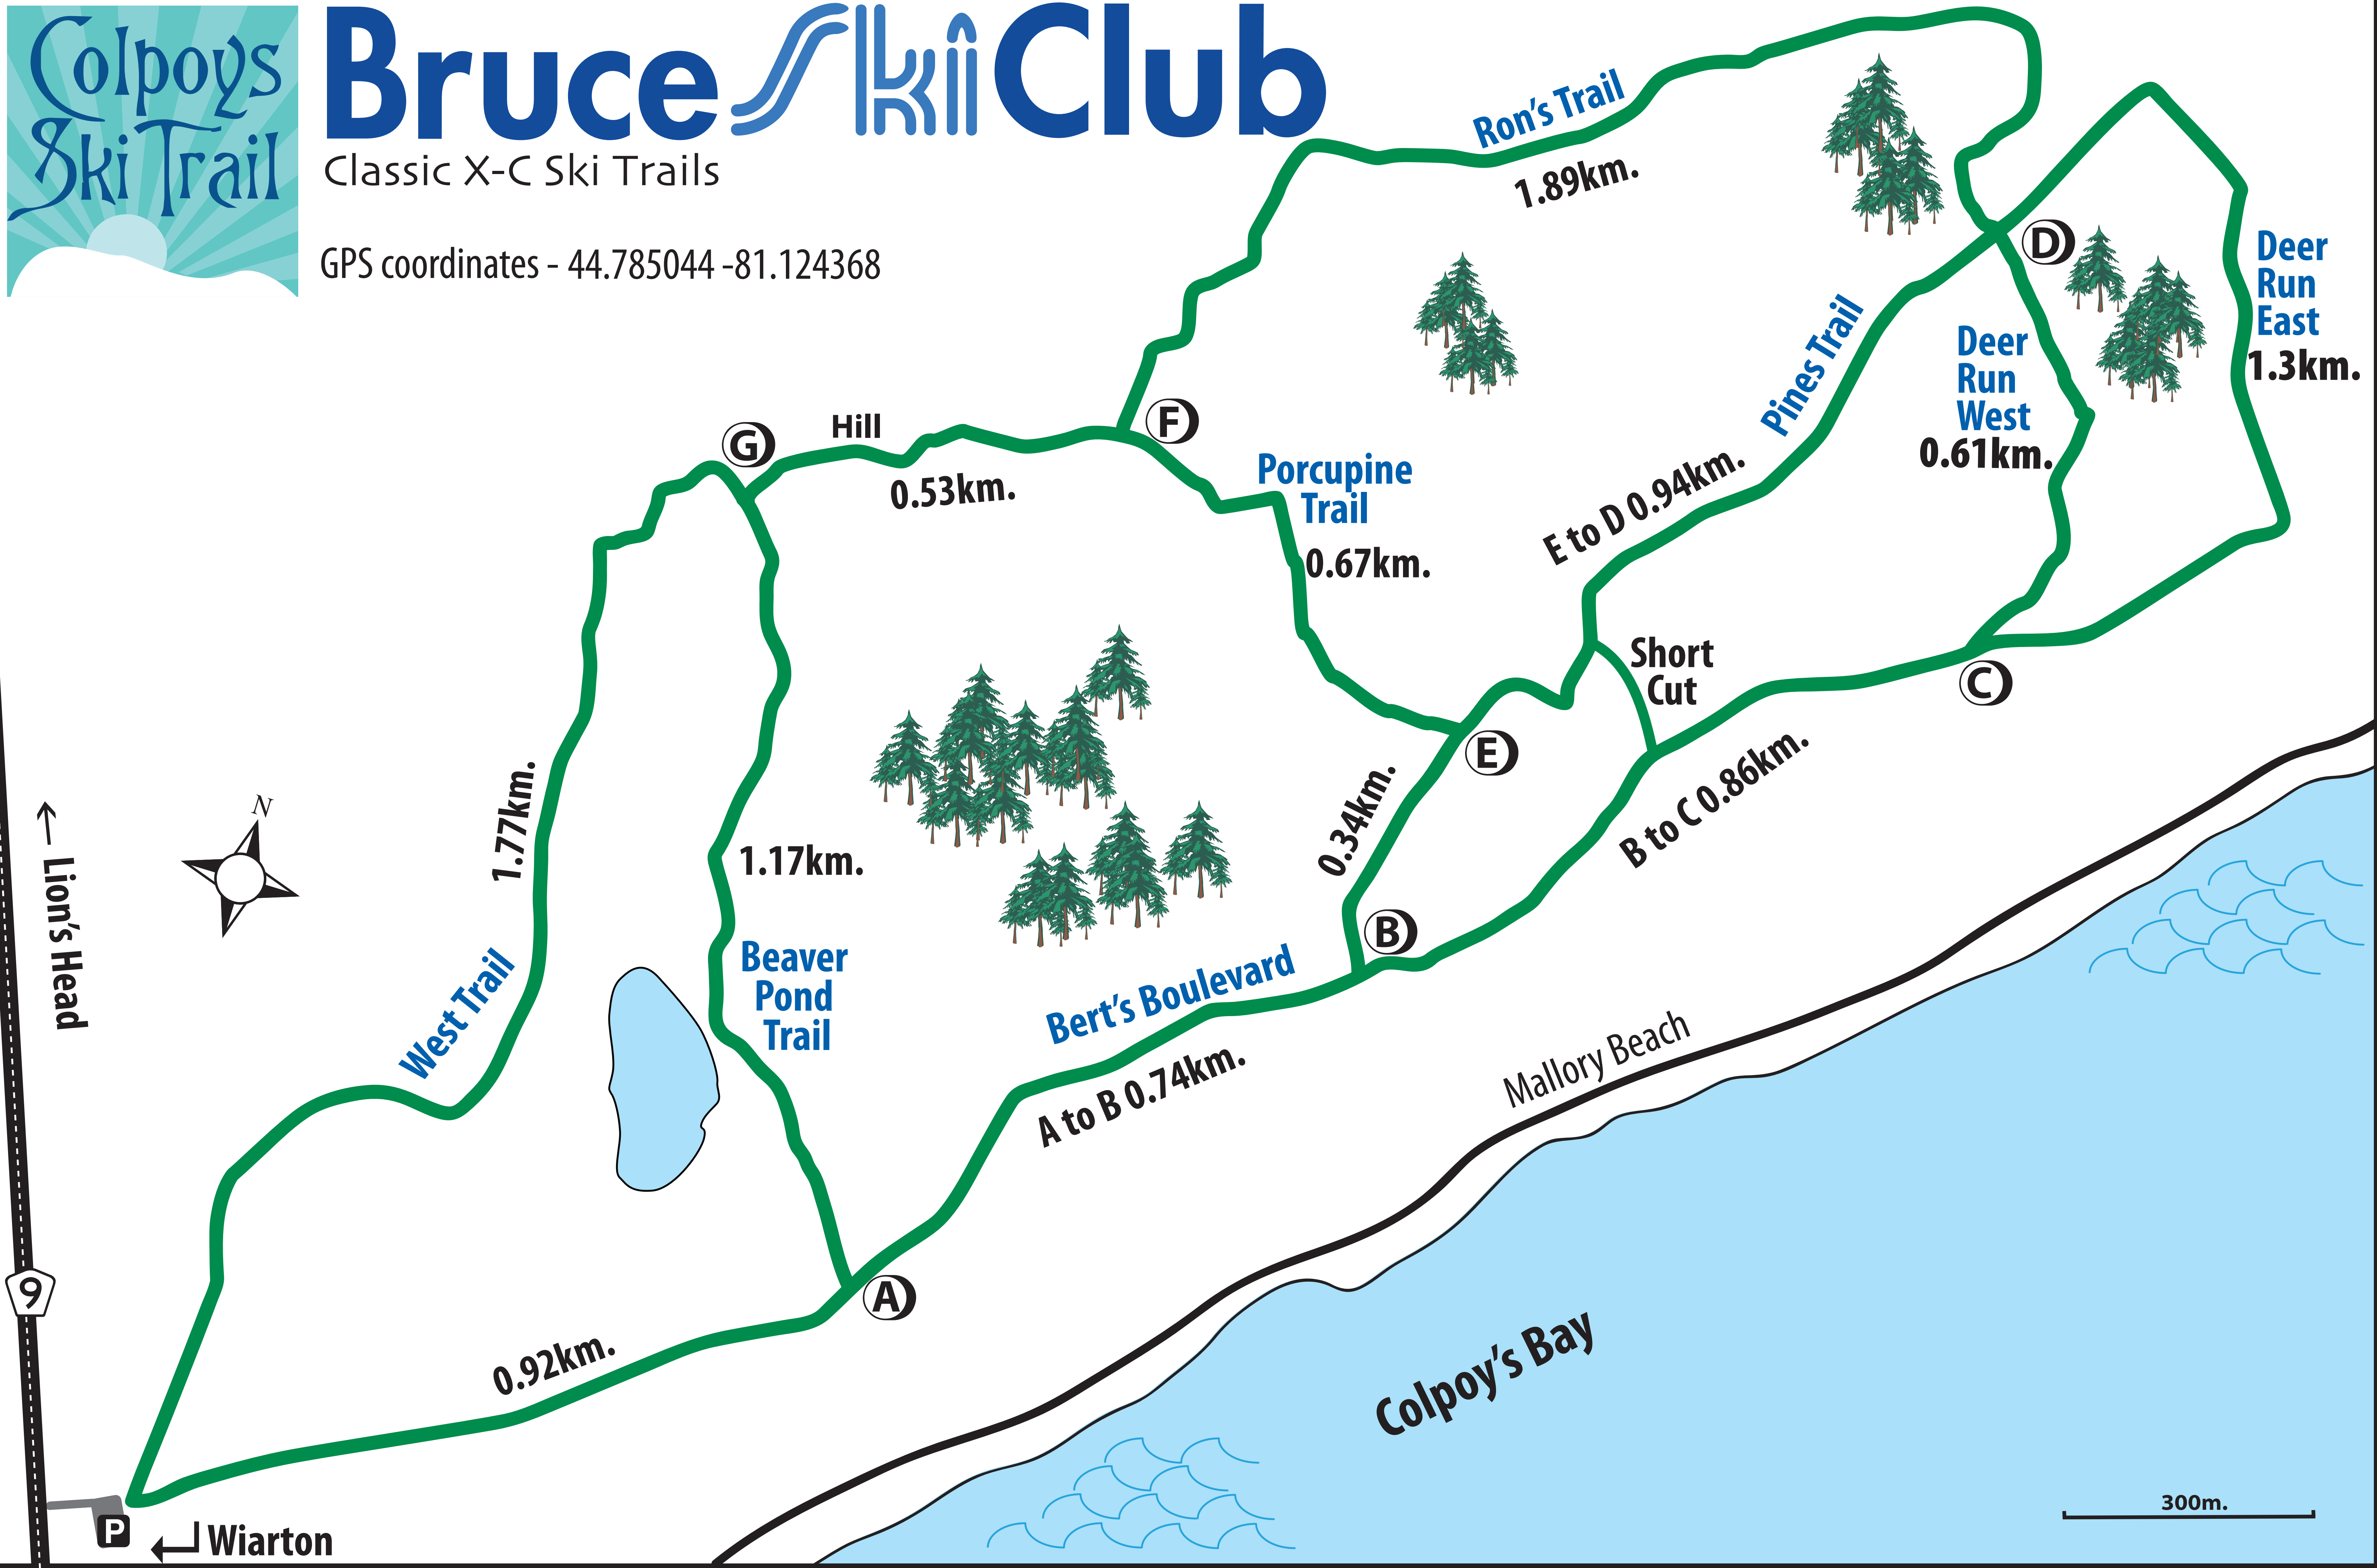 Colpoys
Ski Trail
Bruce Ski Club
Classic X-C Ski Trails
GPS coordinates - 44.785044 -81.124368
Ron's Trail
1.89km.
D
Deer
Run
East
1.3km.
Deer
Run
West
0.61km.
Pines Trail
E to D 0.94km.
F
G
Hill
0.53km.
Porcupine
Trail
0.67km.
Short
Cut
C
E
0.34km.
B to C 0.86km.
B
Bert's Boulevard
A to B 0.74km.
1.77km.
West Trail
1.17km.
Beaver
Pond
Trail
N
← Lion's Head
9
A
0.92km.
Mallory Beach
Colpoy's Bay
300m.
P
Wiarton